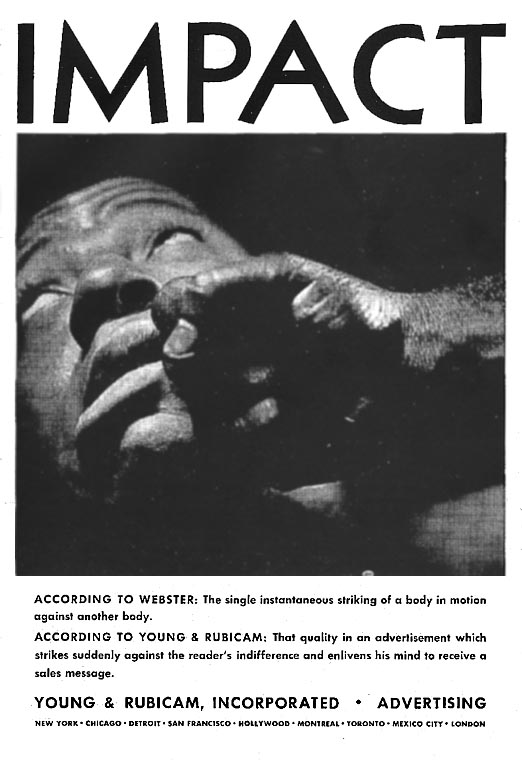 IMPACT
ACCORDING TO WEBSTER: The single instantaneous striking of a body in motion
against another body.
ACCORDING TO YOUNG & RUBICAM: That quality in an advertisement which
strikes suddenly against the reader's indifference and enlivens his mind to receive a
sales message.
YOUNG & RUBICAM, INCORPORATED • ADVERTISING
NEW YORK • CHICAGO • DETROIT • SAN FRANCISCO • HOLLYWOOD • MONTREAL • TORONTO • MEXICO CITY • LONDON